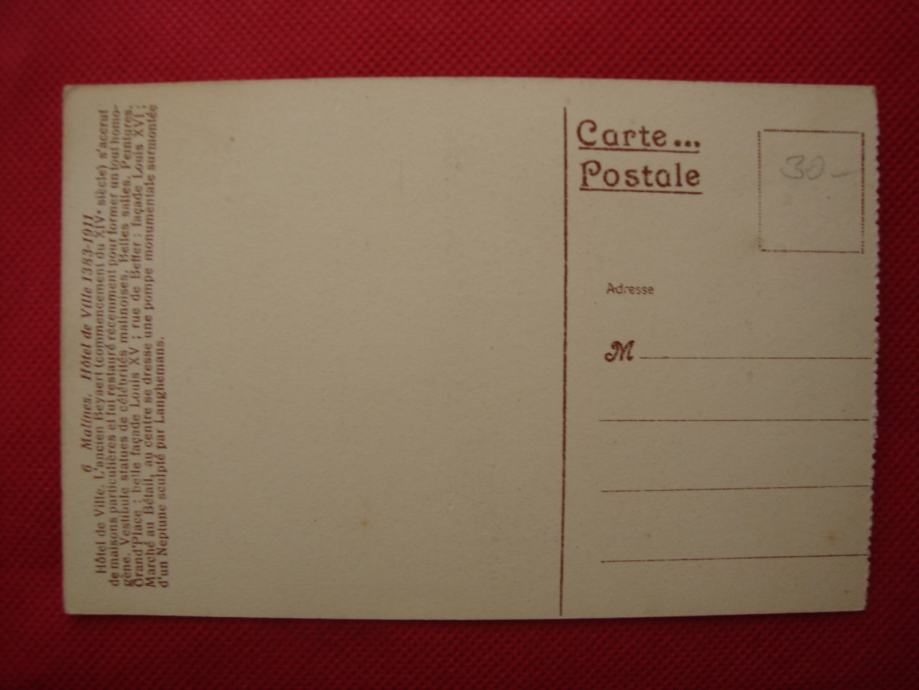 6 Malines. Hôtel de Ville 1383-1911
Hôtel de Ville. L'ancien Beyaert (commencement du XIVᵉ siècle) s'accrut
de maisons particulières et fut restauré récemment pour former un tout homo-
gène. Vestibule statues de célébrités malinoises. Belles salles. Peintures.
Grand'Place : belle façade Louis XV ; rue de Beffer : façade Louis XVI ;
Marché au Bétail, au centre se dresse une pompe monumentale surmontée
d'un Neptune sculpté par Langhemans.
Carte...
Postale
30-
Adresse
M